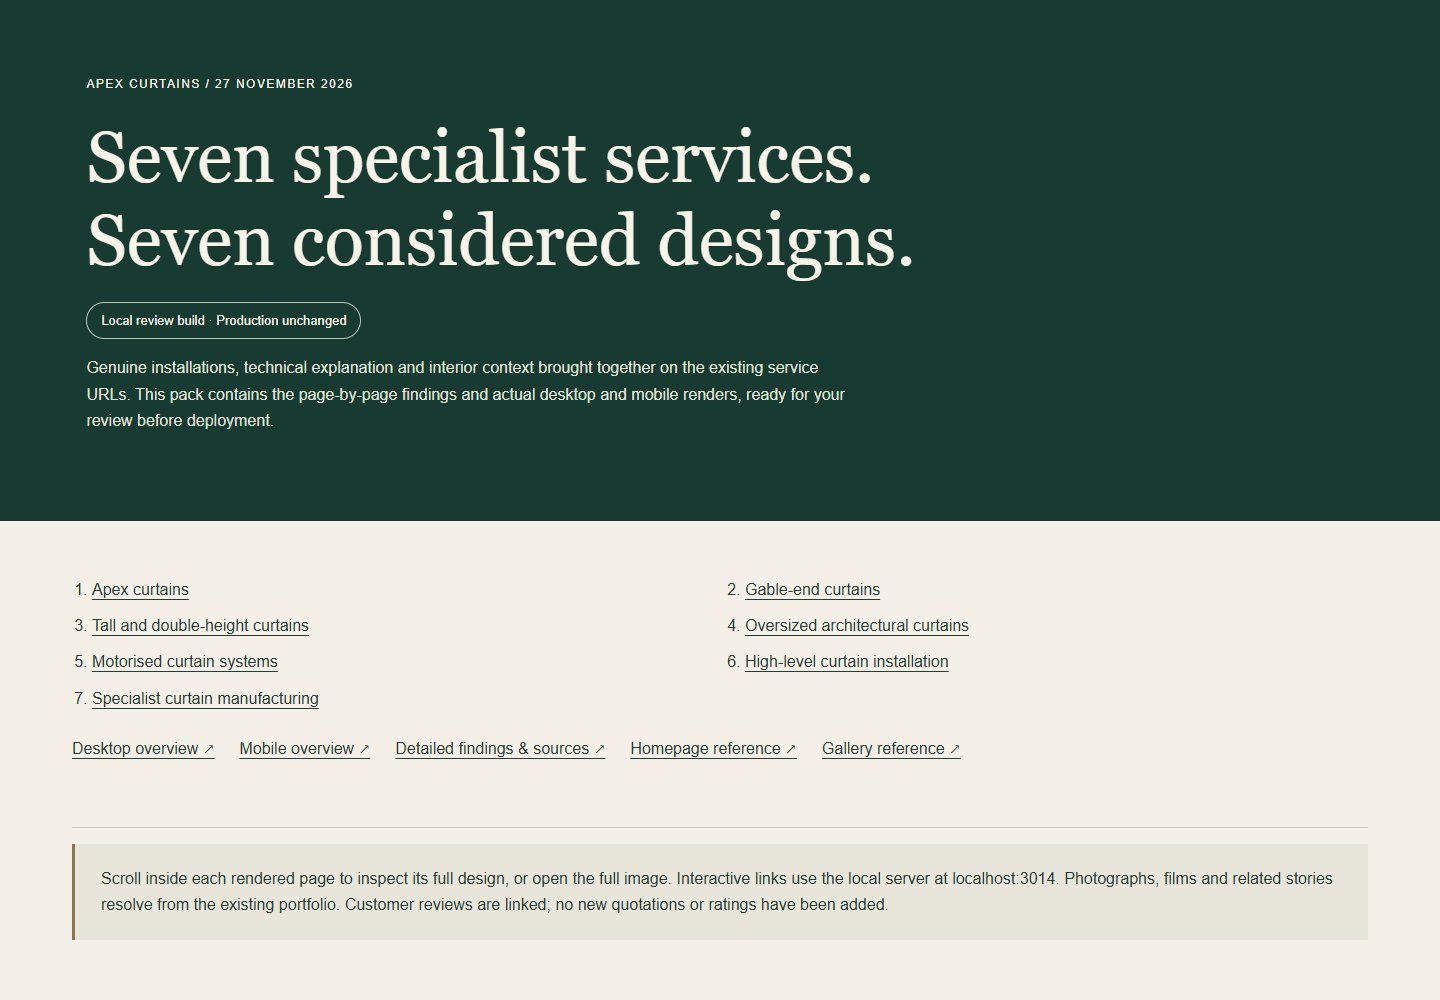 APEX CURTAINS / 27 NOVEMBER 2026
Seven specialist services.
Seven considered designs.
Local review build · Production unchanged
Genuine installations, technical explanation and interior context brought together on the existing service
URLs. This pack contains the page-by-page findings and actual desktop and mobile renders, ready for your
review before deployment.
1. Apex curtains
2. Gable-end curtains
3. Tall and double-height curtains
4. Oversized architectural curtains
5. Motorised curtain systems
6. High-level curtain installation
7. Specialist curtain manufacturing
Desktop overview ↗ Mobile overview ↗ Detailed findings & sources ↗ Homepage reference ↗ Gallery reference ↗
Scroll inside each rendered page to inspect its full design, or open the full image. Interactive links use the local server at localhost:3014. Photographs, films and related stories
resolve from the existing portfolio. Customer reviews are linked; no new quotations or ratings have been added.